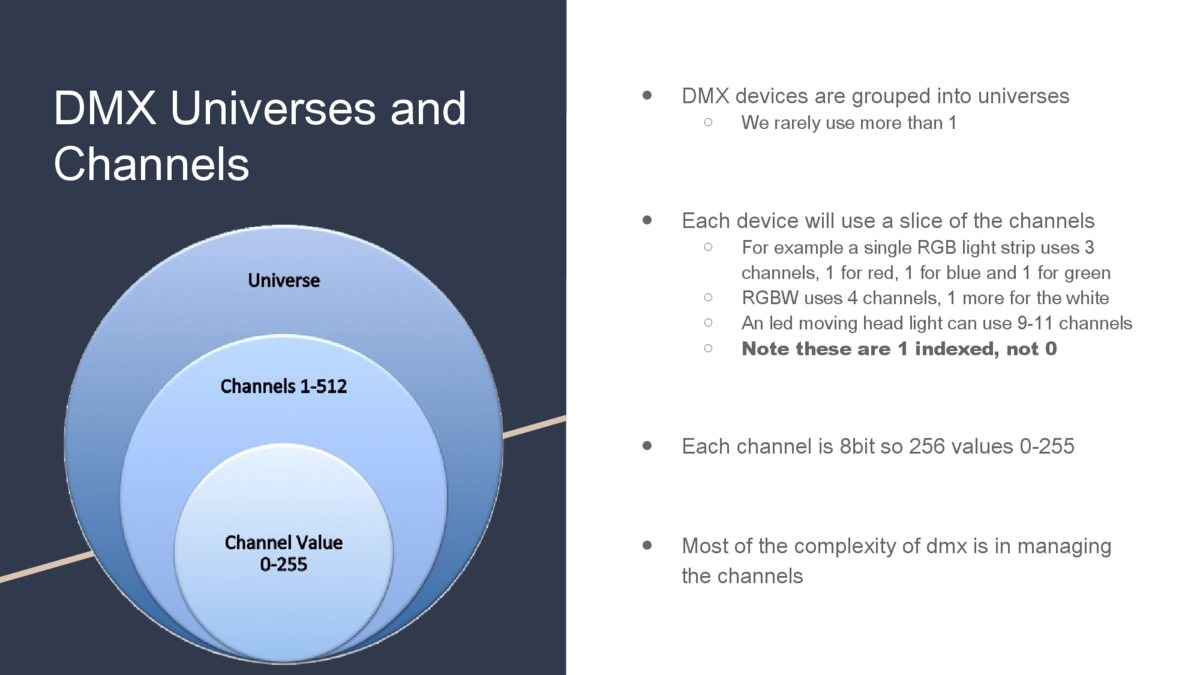 DMX Universes and
Channels
Universe
Channels 1-512
Channel Value
0-255
● DMX devices are grouped into universes
○ We rarely use more than 1
● Each device will use a slice of the channels
○ For example a single RGB light strip uses 3
channels, 1 for red, 1 for blue and 1 for green
○ RGBW uses 4 channels, 1 more for the white
○ An led moving head light can use 9-11 channels
○ Note these are 1 indexed, not 0
● Each channel is 8bit so 256 values 0-255
● Most of the complexity of dmx is in managing
the channels